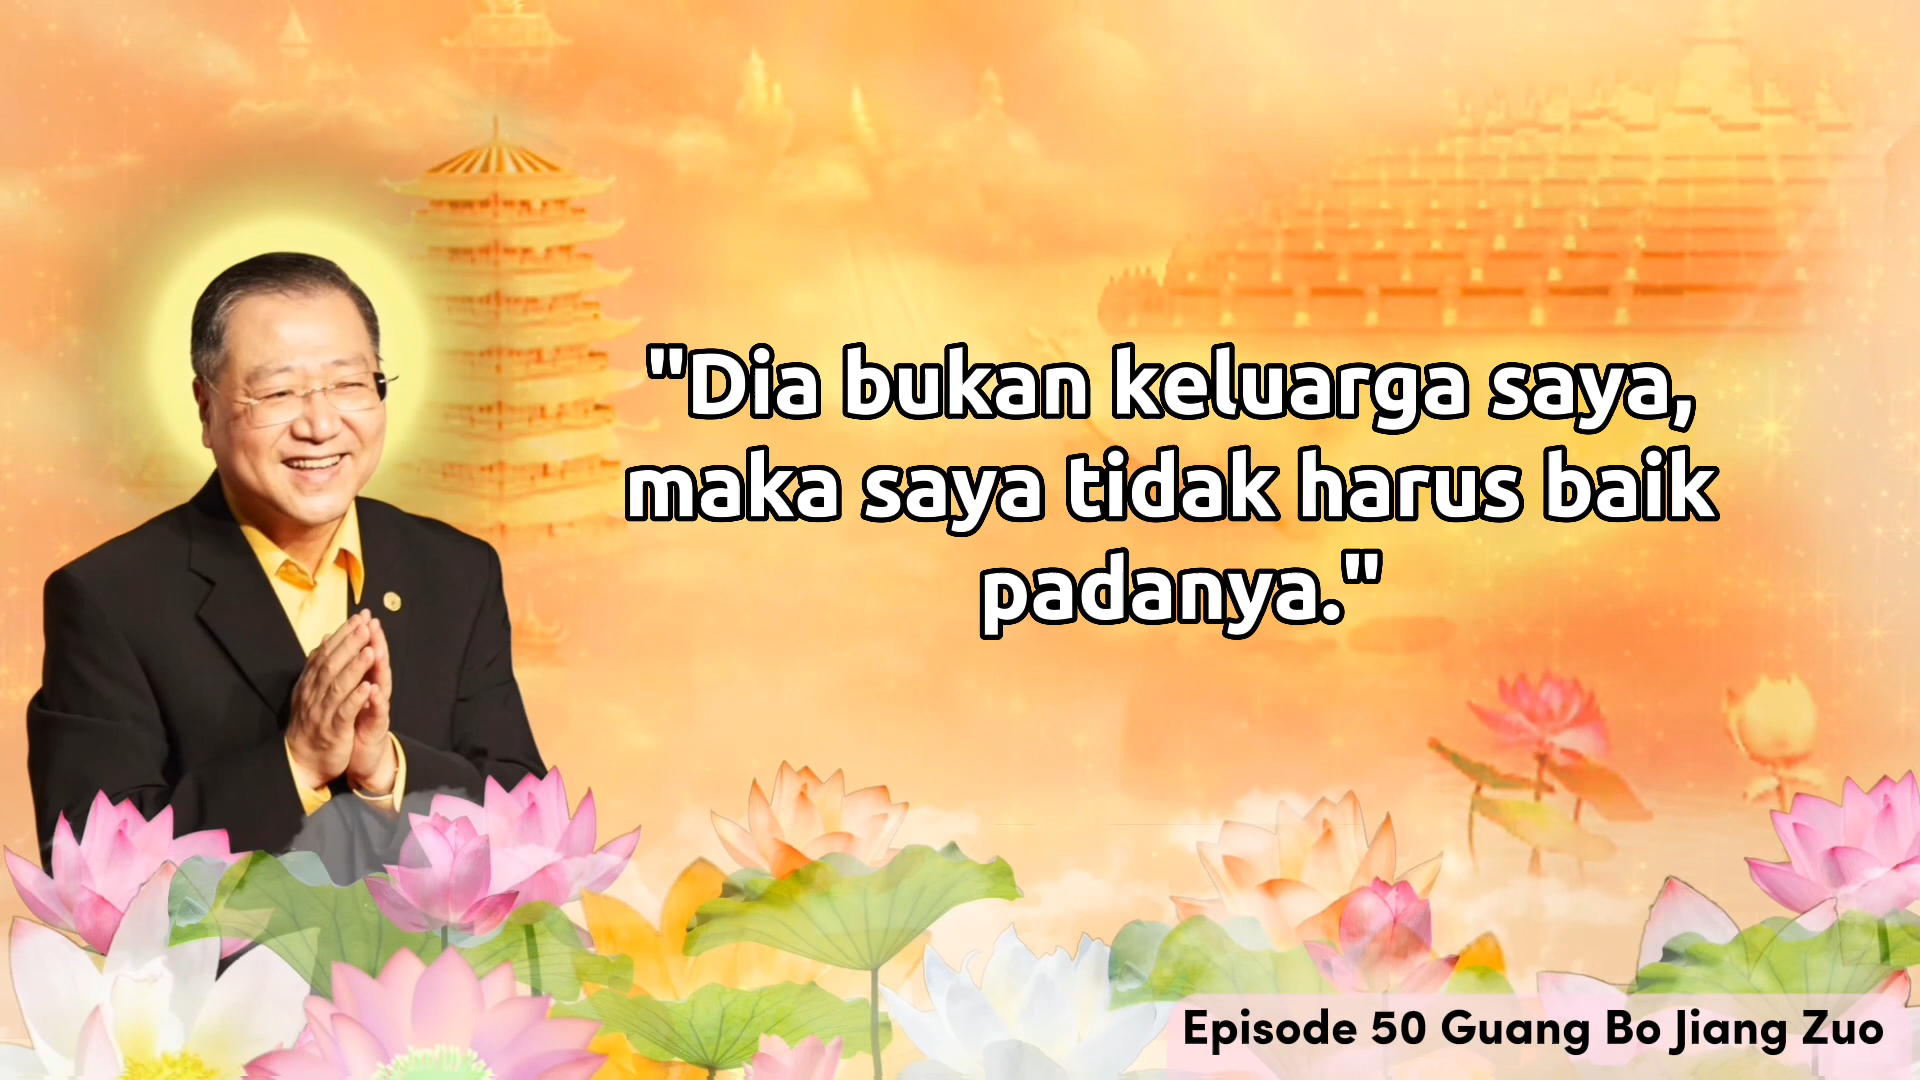 "Dia bukan keluarga saya,
maka saya tidak harus baik
padanya."
Episode 50 Guang Bo Jiang Zuo